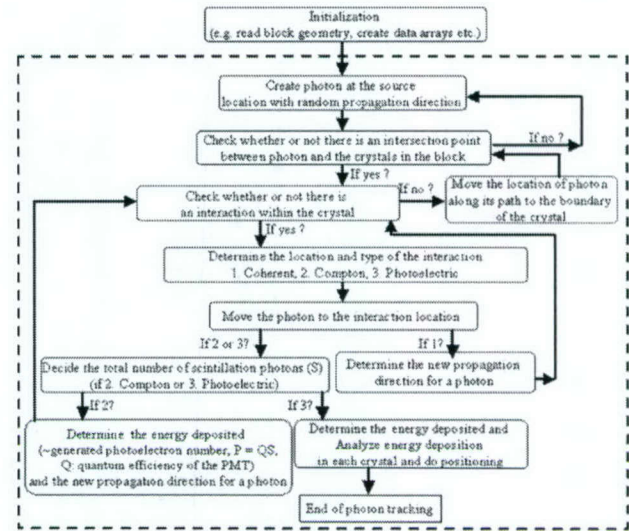 Initialization
(e.g. read block geometry, create data arrays etc.)
Create photon at the source
location with random propagation direction
If no ?
Check whether or not there is an intersection point
between photon and the crystals in the block
If yes ?
If no ?
Move the location of photon
along its path to the boundary
of the crystal
Check whether or not there is
an interaction within the crystal
If yes ?
Determine the location and type of the interaction
1. Coherent, 2. Compton, 3. Photoelectric
Move the photon to the interaction location
If 2 or 3?
If 1?
Decide the total number of scintillation photons (S)
(if 2. Compton or 3. Photoelectric)
Determine the new propagation
direction for a photon
If 2?
If 3?
Determine the energy deposited
(~generated photoelectron number, P = QS,
Q: quantum efficiency of the PMT)
and the new propagation direction for a photon
Determine the energy deposited and
Analyze energy deposition
in each crystal and do positioning
End of photon tracking